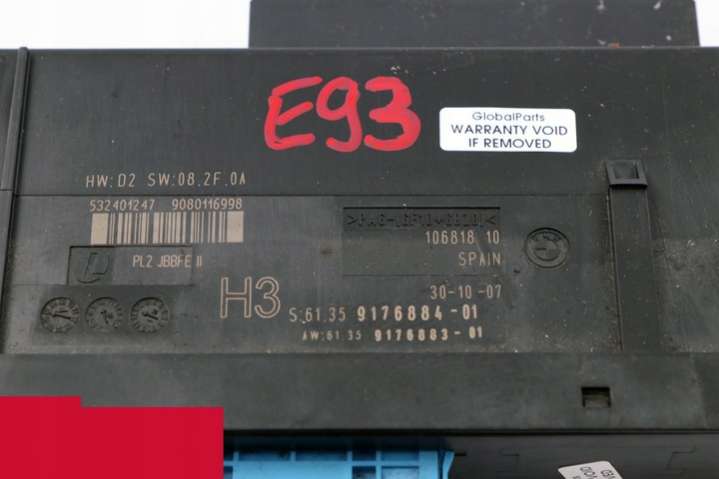 E93
GlobalParts
WARRANTY VOID
IF REMOVED
HW: D2 SW:08.2F.0A
532401247 9080116998
106818 10
SPAIN
PL2 JBBFE II
H3
30-10-07
S:61.35 9176884-01
AW:61.35 9176883-01